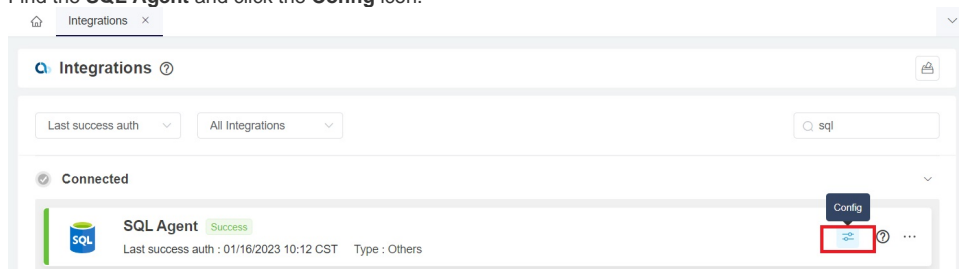 Find the SQL Agent and click the Config icon.
Integrations ×
Integrations ?
Last success auth
All Integrations
sql
Connected
Config
SQL
SQL Agent Success
?
Last success auth : 01/16/2023 10:12 CST Type : Others